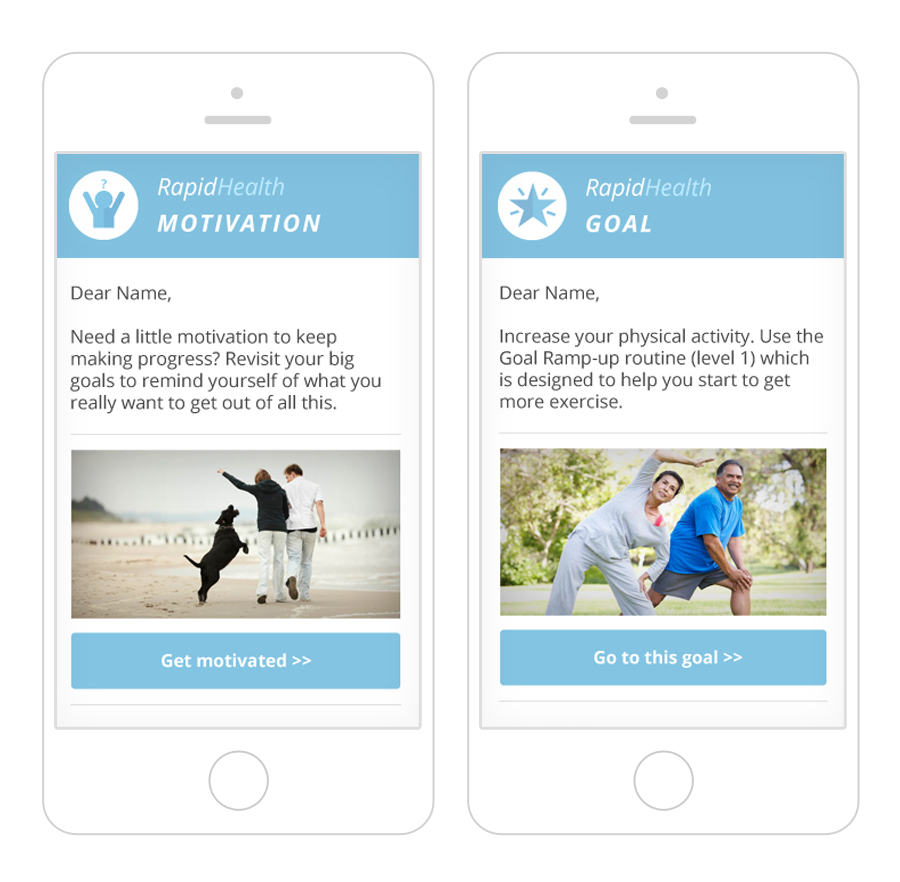 ?
RapidHealth
MOTIVATION
Dear Name,
Need a little motivation to keep
making progress? Revisit your big
goals to remind yourself of what you
really want to get out of all this.
Get motivated >>
RapidHealth
GOAL
Dear Name,
Increase your physical activity. Use the
Goal Ramp-up routine (level 1) which
is designed to help you start to get
more exercise.
Go to this goal >>